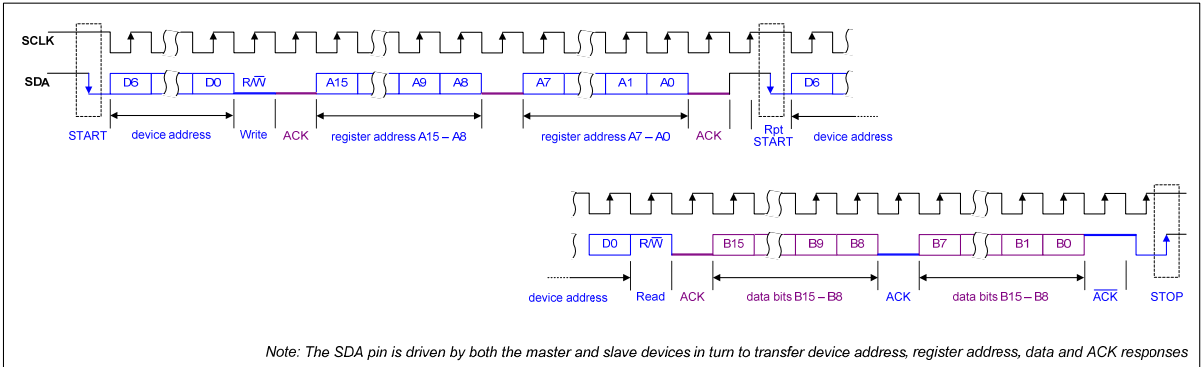 SCLK
SDA D6 D0 R/W̅ A15 A9 A8 A7 A1 A0 D6
START device address Write ACK register address A15 – A8 register address A7 – A0 ACK Rpt START device address
D0 R/W̅ B15 B9 B8 B7 B1 B0
device address Read ACK data bits B15 – B8 ACK data bits B15 – B8 A̅C̅K̅ STOP
Note: The SDA pin is driven by both the master and slave devices in turn to transfer device address, register address, data and ACK responses